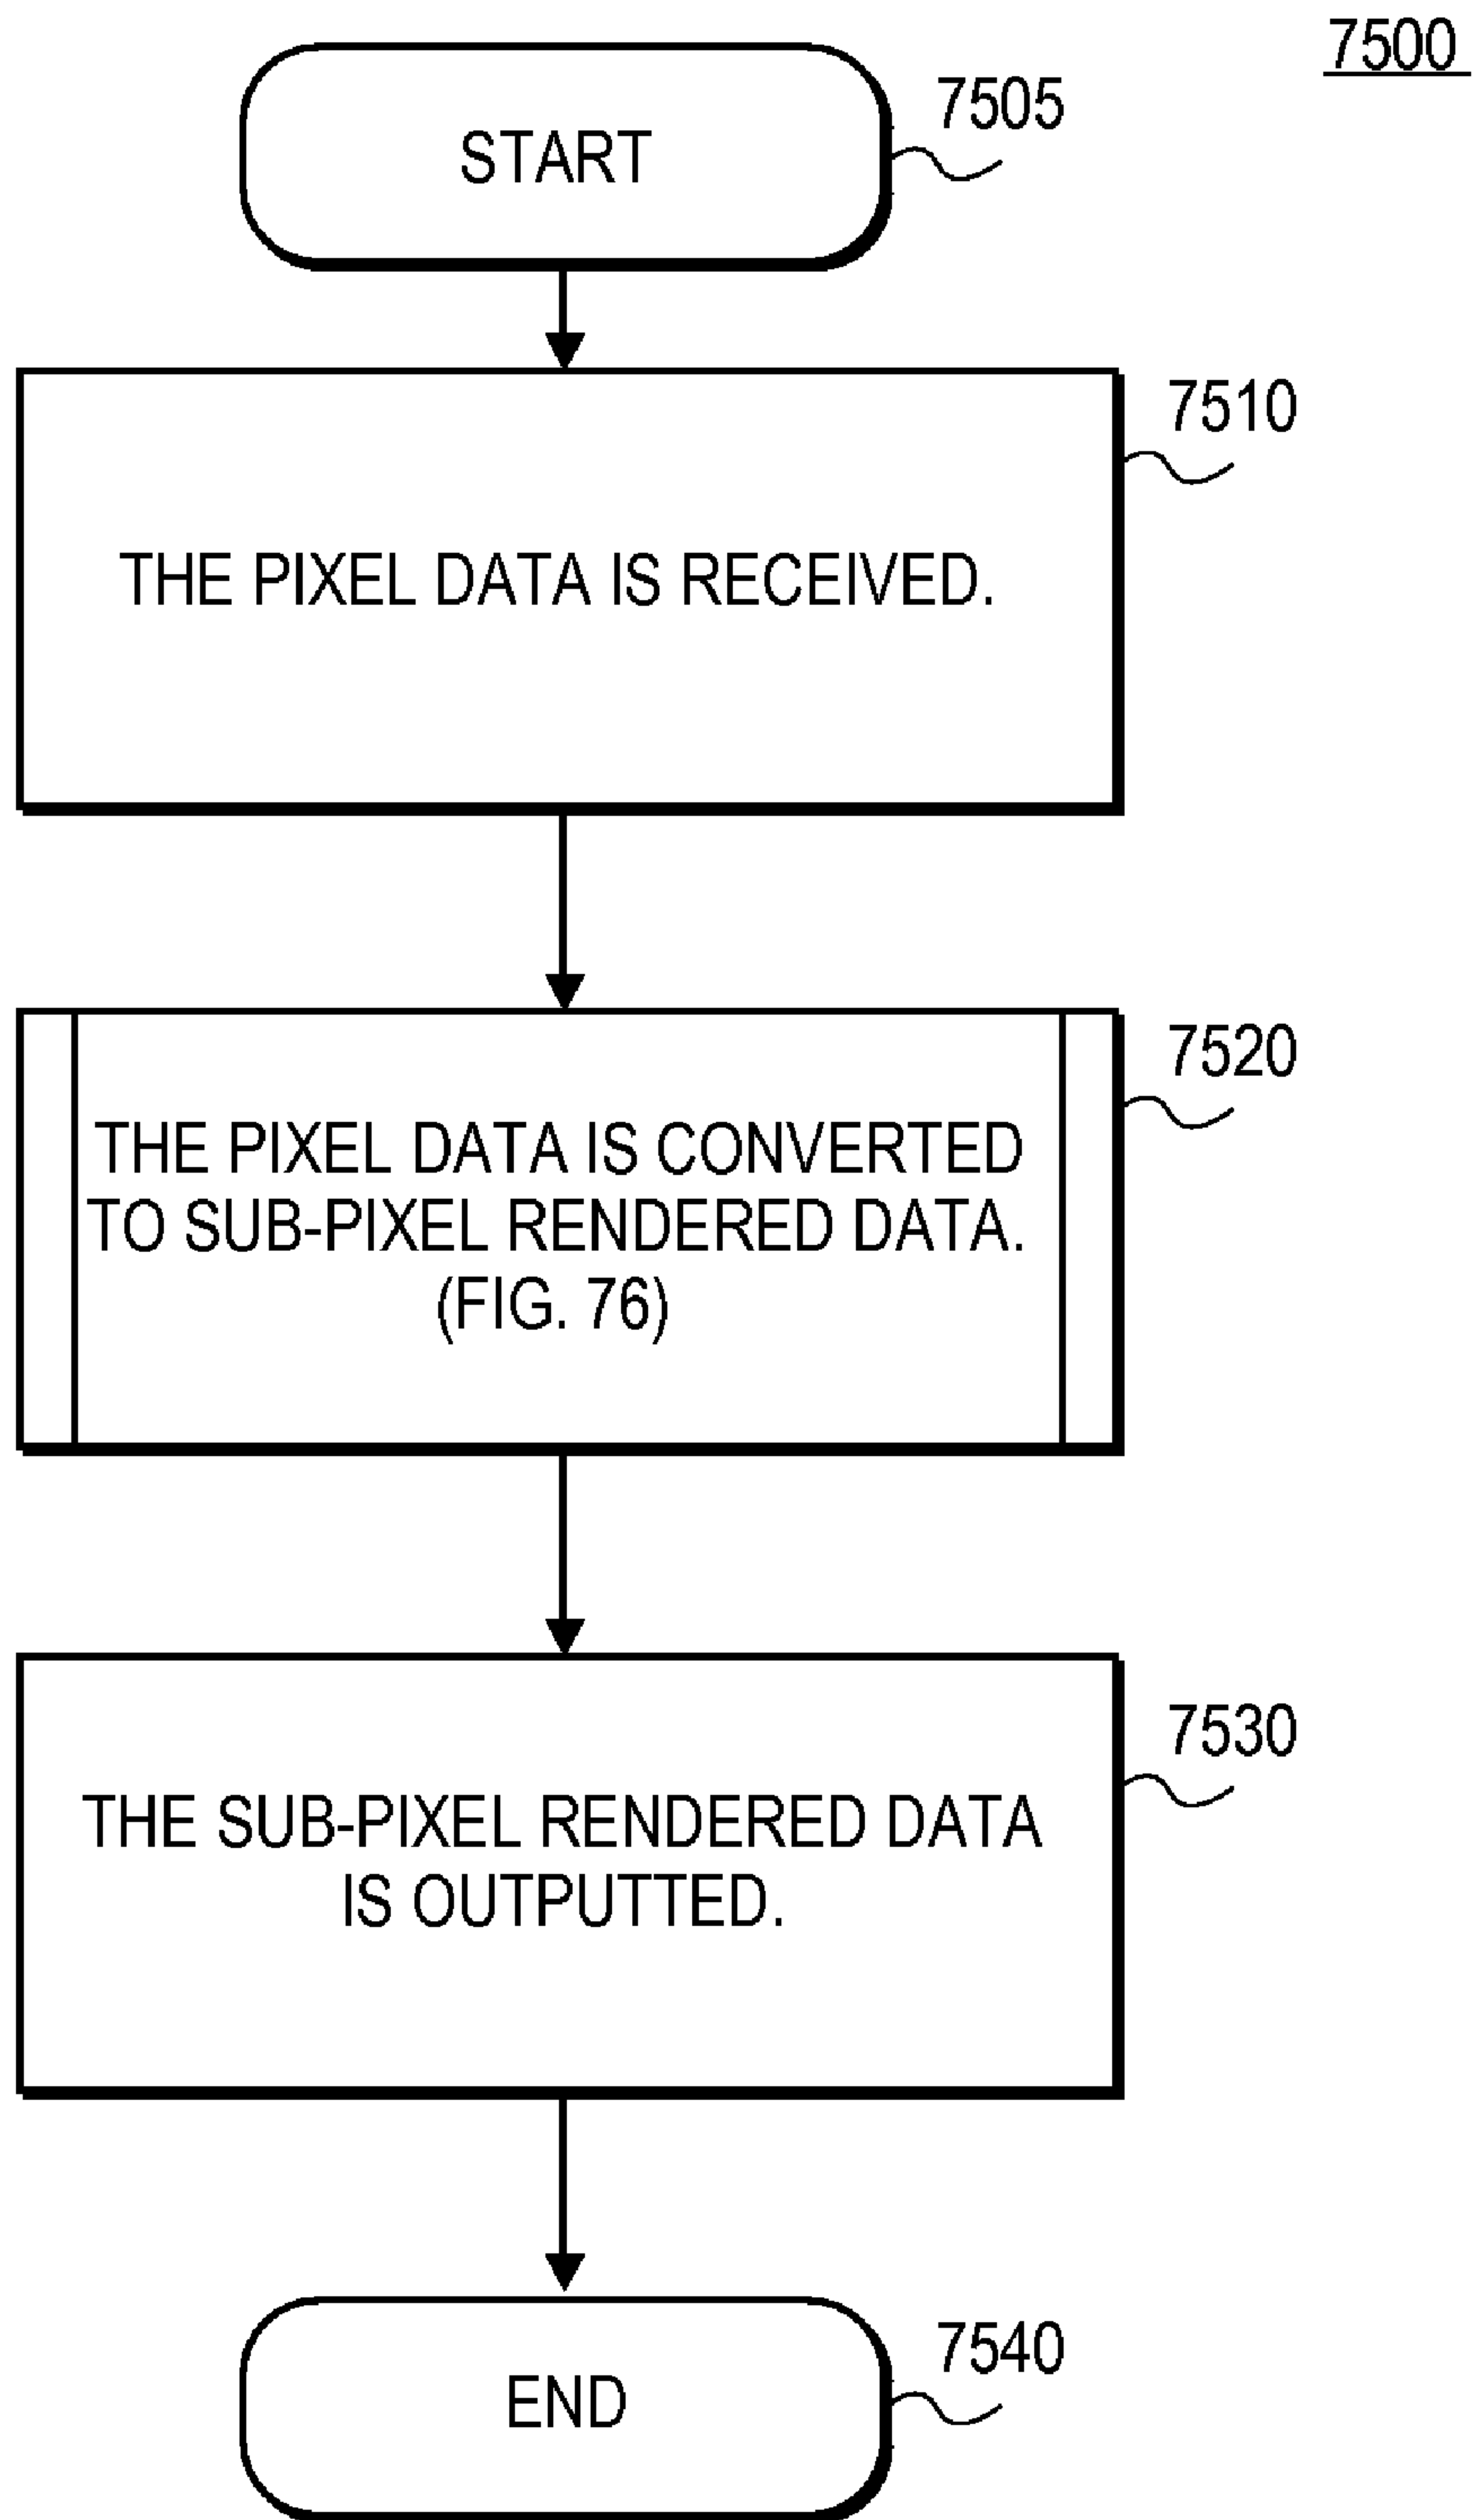 7500
7505
START
7510
THE PIXEL DATA IS RECEIVED.
7520
THE PIXEL DATA IS CONVERTED
TO SUB-PIXEL RENDERED DATA.
(FIG. 76)
7530
THE SUB-PIXEL RENDERED DATA
IS OUTPUTTED.
7540
END